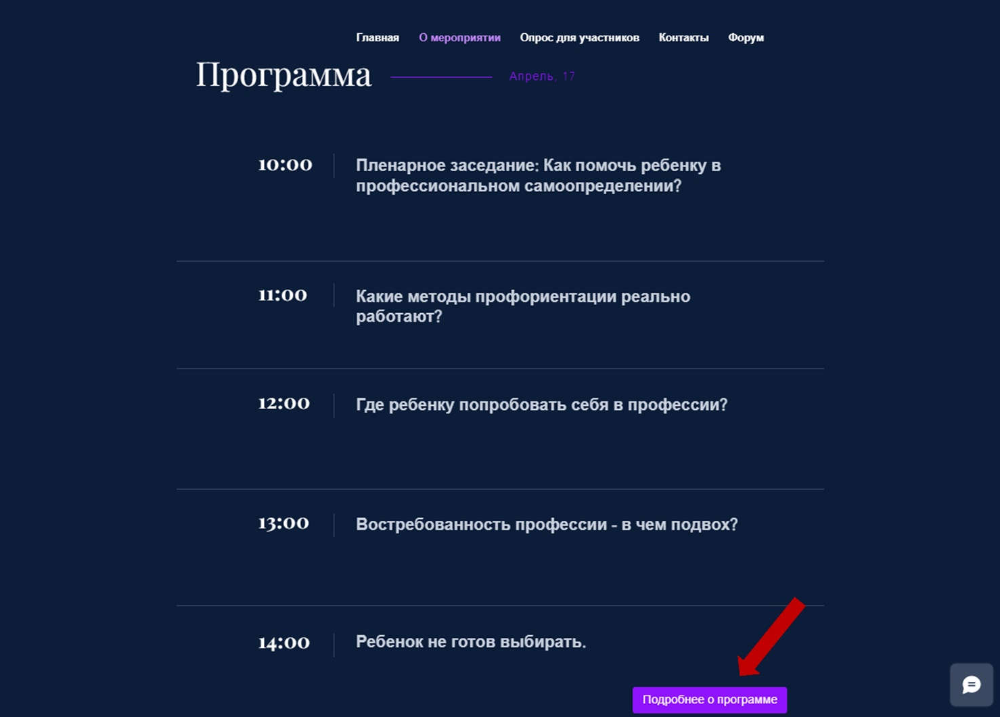 Главная О мероприятии Опрос для участников Контакты Форум
Программа Апрель, 17
10:00 Пленарное заседание: Как помочь ребенку в
профессиональном самоопределении?
11:00 Какие методы профориентации реально
работают?
12:00 Где ребенку попробовать себя в профессии?
13:00 Востребованность профессии - в чем подвох?
14:00 Ребенок не готов выбирать.
Подробнее о программе